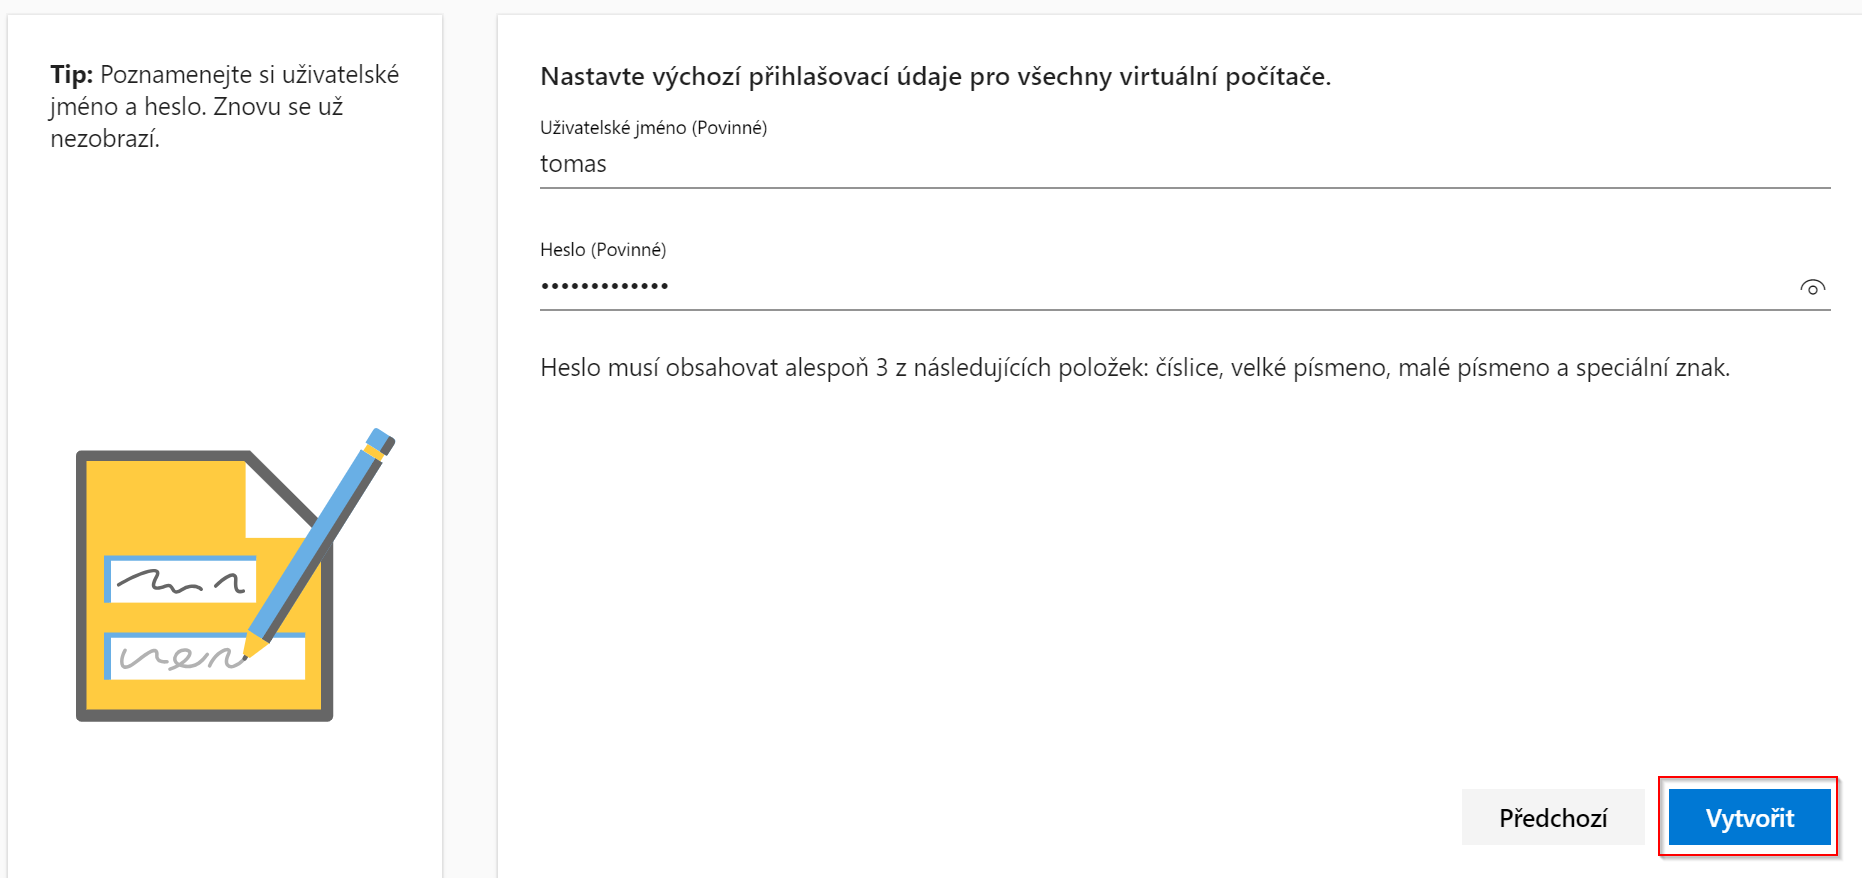 Tip: Poznamenejte si uživatelské
jméno a heslo. Znovu se už
nezobrazí.
Nastavte výchozí přihlašovací údaje pro všechny virtuální počítače.
Uživatelské jméno (Povinné)
tomas
Heslo (Povinné)
•••••••••••••
Heslo musí obsahovat alespoň 3 z následujících položek: číslice, velké písmeno, malé písmeno a speciální znak.
Předchozí
Vytvořit